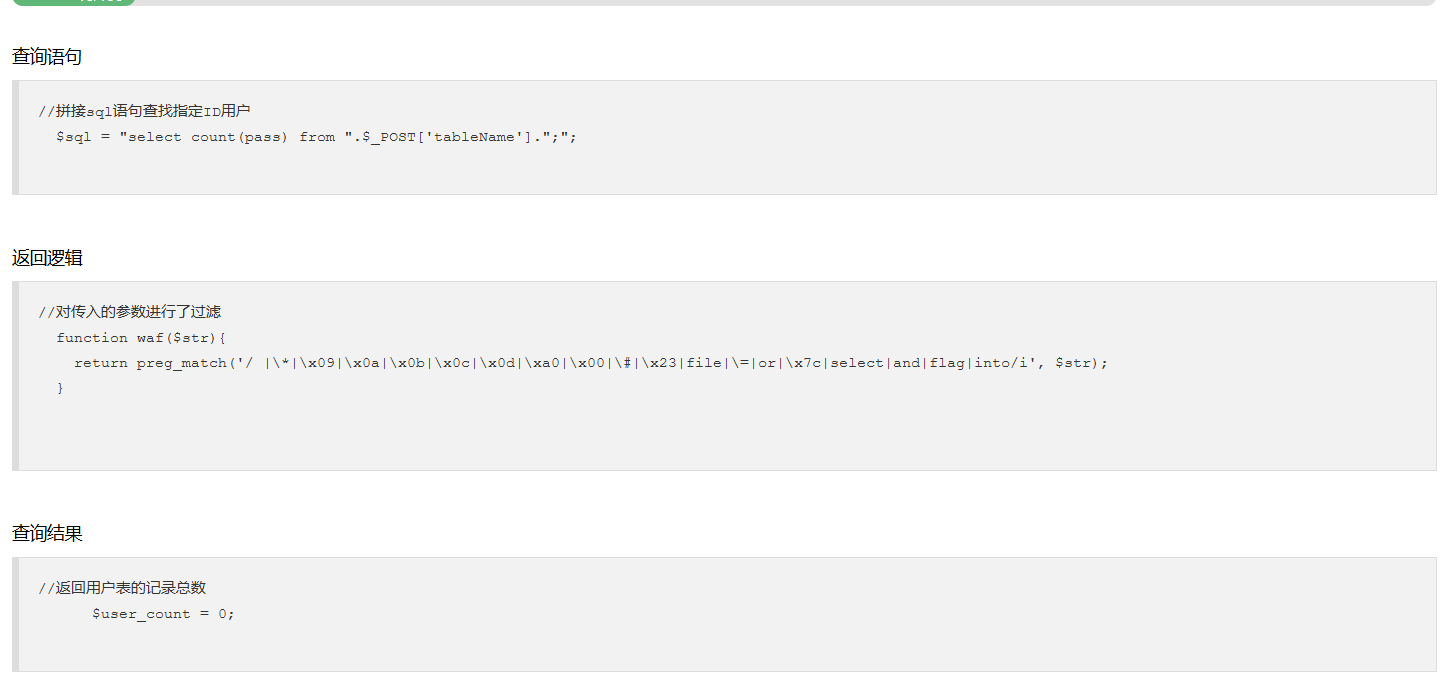 查询语句
//拼接sql语句查找指定ID用户
$sql = "select count(pass) from ".$_POST['tableName'].";";
返回逻辑
//对传入的参数进行了过滤
function waf($str){
return preg_match('/ |\*|\x09|\x0a|\x0b|\x0c|\x0d|\xa0|\x00|\#|\x23|file|\=|or|\x7c|select|and|flag|into/i', $str);
}
查询结果
//返回用户表的记录总数
$user_count = 0;